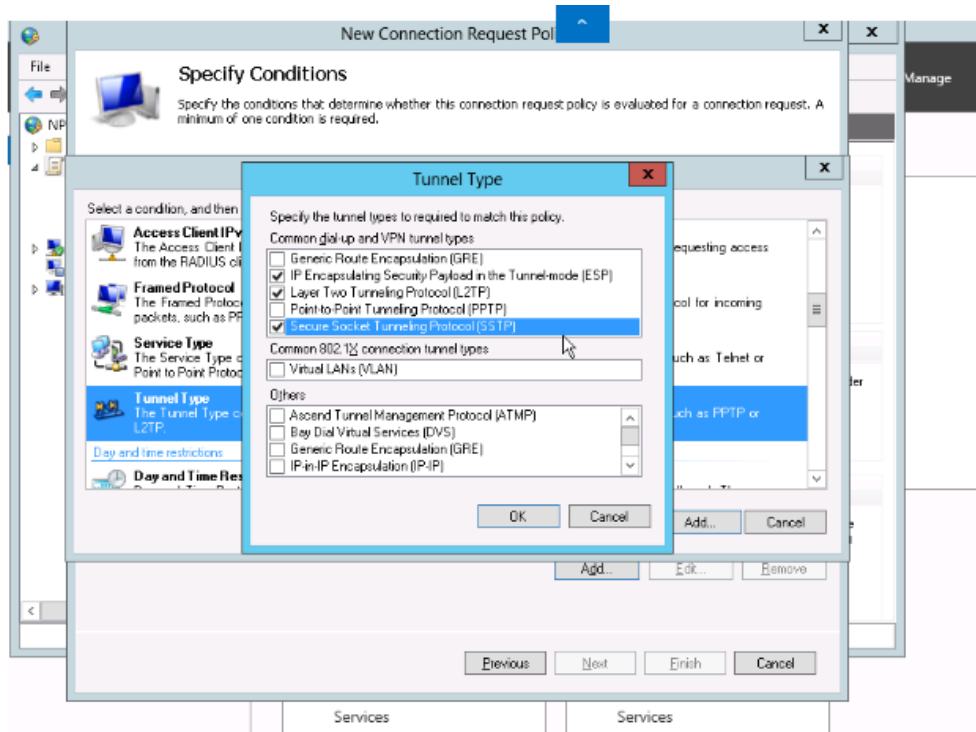 New Connection Request Pol
x
x
File
Manage
Specify Conditions
Specify the conditions that determine whether this connection request policy is evaluated for a connection request. A
minimum of one condition is required.
NP
x
Tunnel Type
x
Select a condition, and then
Specify the tunnel types to required to match this policy.
Common dial-up and VPN tunnel types
Generic Route Encapsulation (GRE)
IP Encapsulating Security Payload in the Tunnel-mode (ESP)
Layer Two Tunneling Protocol (L2TP)
Point-to-Point Tunneling Protocol (PPTP)
Secure Socket Tunneling Protocol (SSTP)
Common 802.1X connection tunnel types
Virtual LANs (VLAN)
Others
Ascend Tunnel Management Protocol (ATMP)
Bay Dial Virtual Services (DVS)
Generic Route Encapsulation (GRE)
IP-in-IP Encapsulation (IP-IP)
OK
Cancel
Access Client IPv
The Access Client I
equesting access
from the RADIUS cli
Framed Protocol
The Framed Protoc
col for incoming
packets, such as PP
Service Type
The Service Type c
uch as Telnet or
Point to Point Protoc
Tunnel Type
The Tunnel Type c
uch as PPTP or
L2TP.
Day and time restrictions
Day and Time Res
Add...
Cancel
der
Add...
Edit...
Remove
Previous
Next
Finish
Cancel
Services
Services